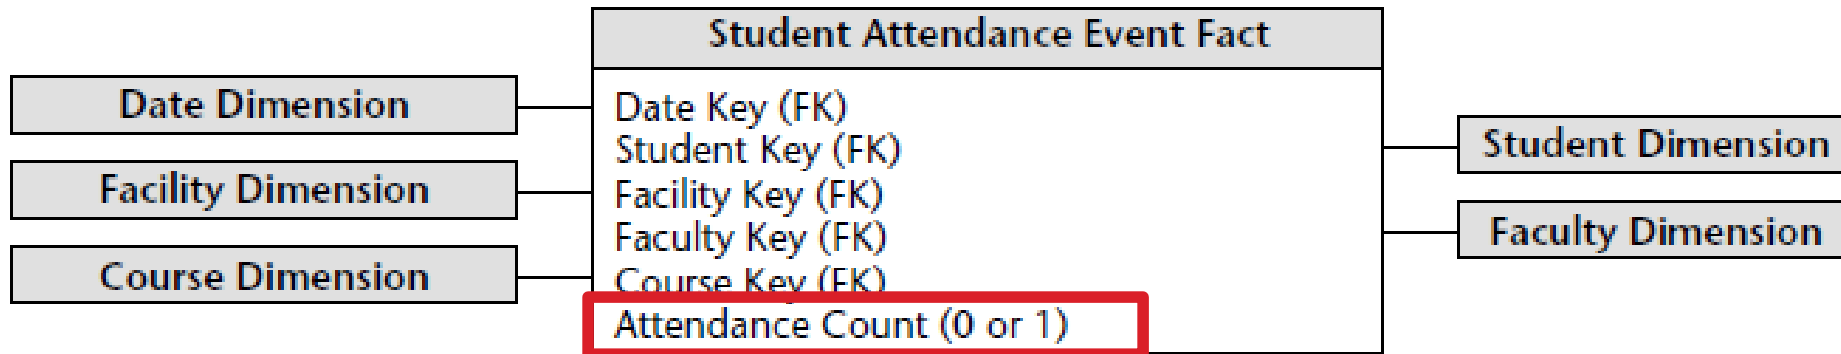 Student Attendance Event Fact
Date Dimension
Facility Dimension
Course Dimension
Date Key (FK)
Student Key (FK)
Facility Key (FK)
Faculty Key (FK)
Course Key (FK)
Attendance Count (0 or 1)
Student Dimension
Faculty Dimension